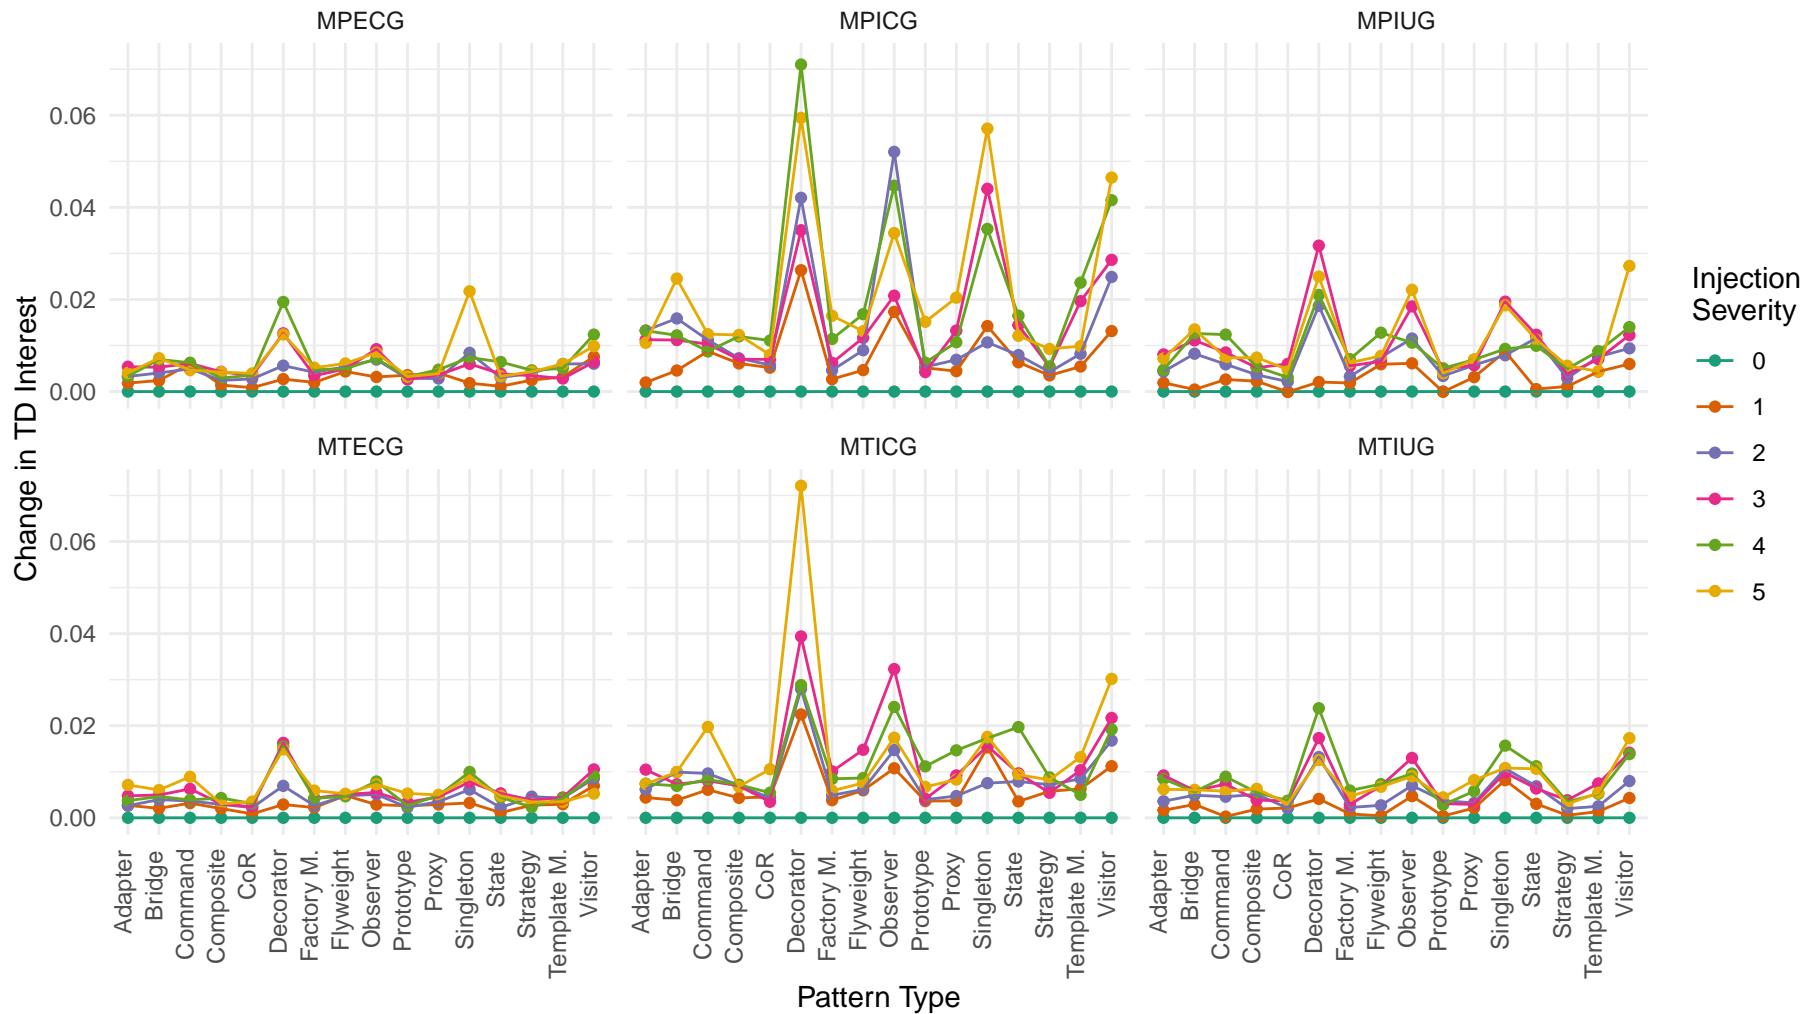 MPECG
MPICG
MPIUG
0.06
0.04
0.02
0.00
MTECG
MTICG
MTIUG
0.06
0.04
0.02
0.00
Change in TD Interest
Adapter
Bridge
Command
Composite
CoR
Decorator
Factory M.
Flyweight
Observer
Prototype
Proxy
Singleton
State
Strategy
Template M.
Visitor
Adapter
Bridge
Command
Composite
CoR
Decorator
Factory M.
Flyweight
Observer
Prototype
Proxy
Singleton
State
Strategy
Template M.
Visitor
Adapter
Bridge
Command
Composite
CoR
Decorator
Factory M.
Flyweight
Observer
Prototype
Proxy
Singleton
State
Strategy
Template M.
Visitor
Pattern Type
Injection
Severity
0
1
2
3
4
5